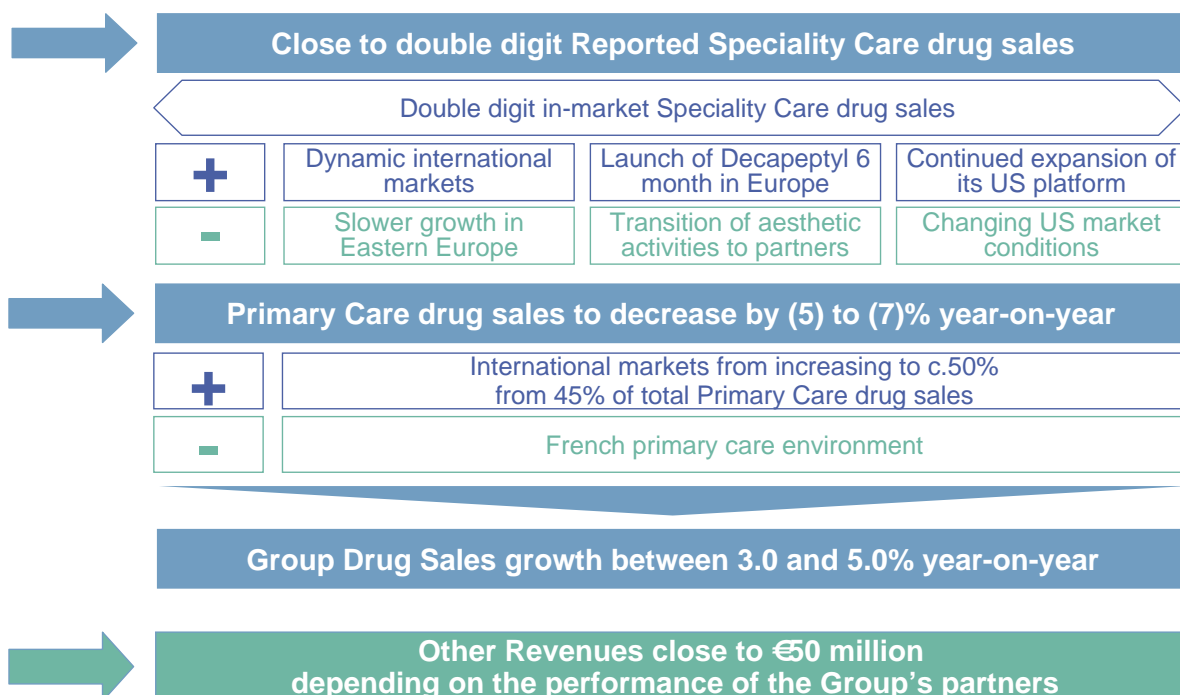 Close to double digit Reported Speciality Care drug sales
Double digit in-market Speciality Care drug sales
+
Dynamic international
markets
Launch of Decapeptyl 6
month in Europe
Continued expansion of
its US platform
-
Slower growth in
Eastern Europe
Transition of aesthetic
activities to partners
Changing US market
conditions
Primary Care drug sales to decrease by (5) to (7)% year-on-year
+
International markets from increasing to c.50%
from 45% of total Primary Care drug sales
-
French primary care environment
Group Drug Sales growth between 3.0 and 5.0% year-on-year
Other Revenues close to €50 million
depending on the performance of the Group's partners